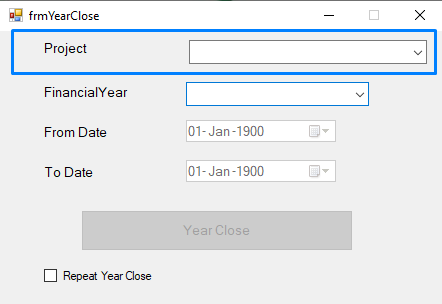 frmYearClose
Project
FinancialYear
From Date 01-Jan-1900
To Date 01-Jan-1900
Year Close
Repeat Year Close